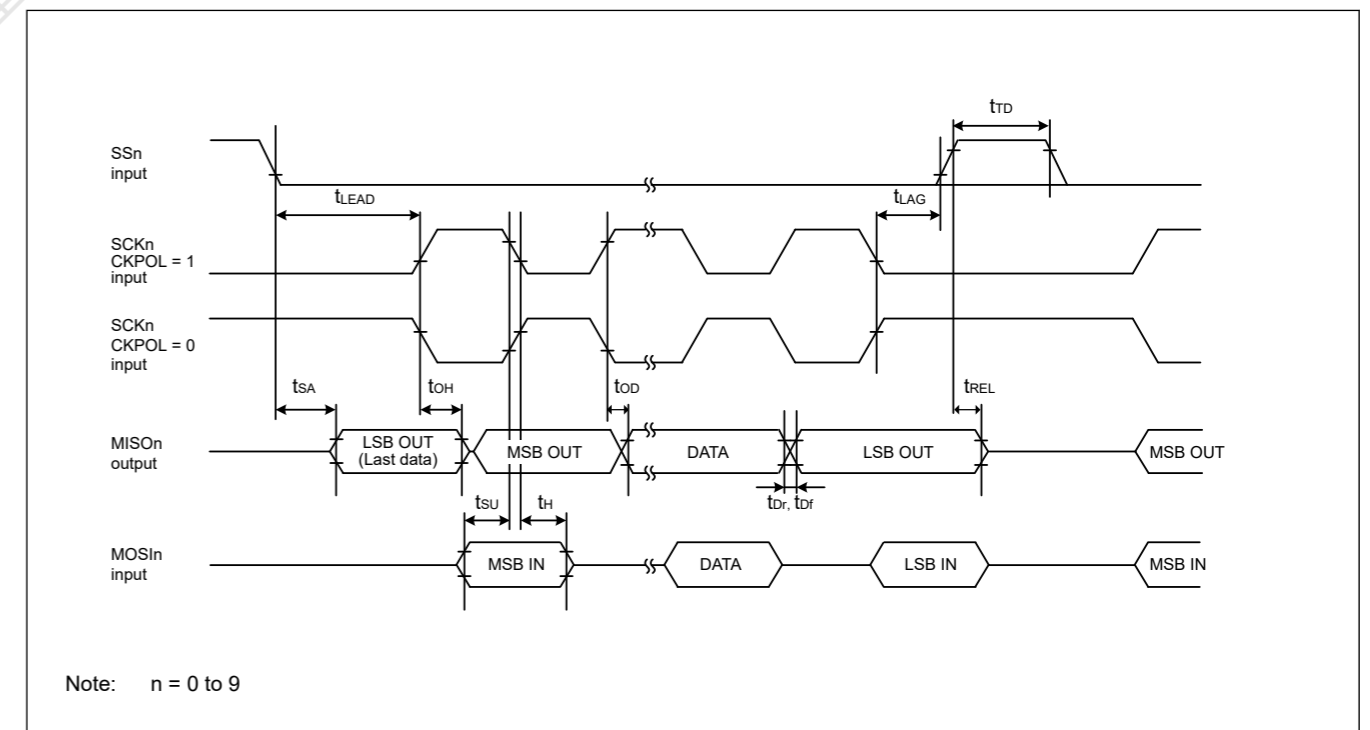 tTD
SSn
input
tLEAD
tLAG
SCKn
CKPOL = 1
input
SCKn
CKPOL = 0
input
tSA
tOH
tOD
tREL
MISOn
output
LSB OUT
(Last data)
MSB OUT
DATA
LSB OUT
MSB OUT
tSU
tH
tDr, tDf
MOSIn
input
MSB IN
DATA
LSB IN
MSB IN
Note: n = 0 to 9